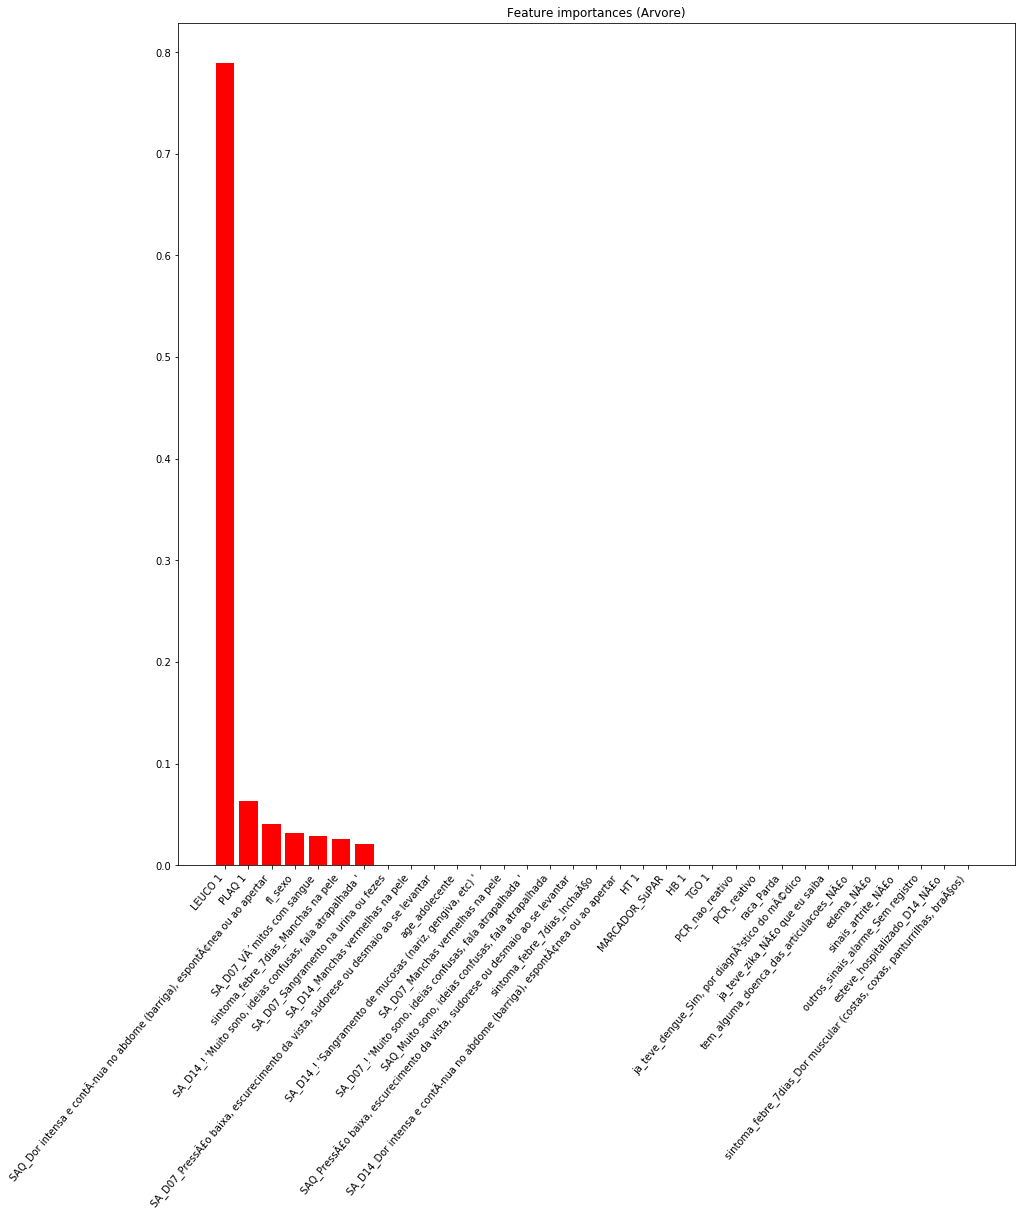 Feature importances (Arvore)
0.8
0.7
0.6
0.5
0.4
0.3
0.2
0.1
0.0
LEUCO 1
PLAQ 1
SAQ_Dor intensa e contÃ­nua no abdome (barriga), espontÃ¢nea ou ao apertar
fl_sexo
SA_D07_VÃ´mitos com sangue
sintoma_febre_7dias_Manchas na pele
SA_D14_! 'Muito sono, ideias confusas, fala atrapalhada '
SA_D07_Sangramento na urina ou fezes
SA_D14_Manchas vermelhas na pele
SA_D07_PressÃ£o baixa, escurecimento da vista, sudorese ou desmaio ao se levantar
age_adolecente
SA_D14_! 'Sangramento de mucosas (nariz, gengiva, etc) '
SA_D07_Manchas vermelhas na pele
SA_D07_! 'Muito sono, ideias confusas, fala atrapalhada '
SAQ_Muito sono, ideias confusas, fala atrapalhada
SAQ_PressÃ£o baixa, escurecimento da vista, sudorese ou desmaio ao se levantar
sintoma_febre_7dias_InchaÃ§o
SA_D14_Dor intensa e contÃ­nua no abdome (barriga), espontÃ¢nea ou ao apertar
HT 1
MARCADOR_SuPAR
HB 1
TGO 1
PCR_nao_reativo
PCR_reativo
raca_Parda
ja_teve_dengue_Sim, por diagnÃ³stico do mÃ©dico
ja_teve_zika_NÃ£o que eu saiba
tem_alguma_doenca_das_articulacoes_NÃ£o
edema_NÃ£o
sinais_artrite_NÃ£o
outros_sinais_alarme_Sem registro
esteve_hospitalizado_D14_NÃ£o
sintoma_febre_7dias_Dor muscular (costas, coxas, panturrilhas, braÃ§os)